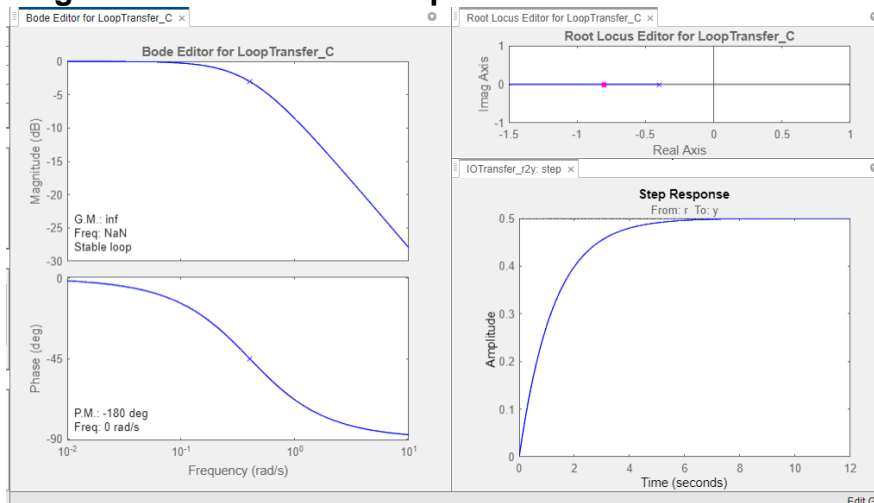 Bode Editor for LoopTransfer_C ×
Bode Editor for LoopTransfer_C
Magnitude (dB)
0
-5
-10
-15
-20
-25
-30
G.M.: inf
Freq: NaN
Stable loop
Phase (deg)
0
-45
-90
P.M.: -180 deg
Freq: 0 rad/s
10-2 10-1 100 101
Frequency (rad/s)
Root Locus Editor for LoopTransfer_C ×
Root Locus Editor for LoopTransfer_C
Imag Axis
1
0
-1
-1.5 -1 -0.5 0 0.5 1
Real Axis
IOTransfer_r2y: step ×
Step Response
From: r To: y
Amplitude
0.5
0.4
0.3
0.2
0.1
0
0 2 4 6 8 10 12
Time (seconds)